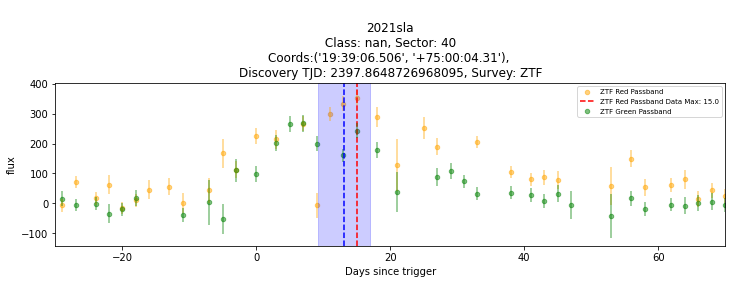 2021sla
Class: nan, Sector: 40
Coords:('19:39:06.506', '+75:00:04.31'),
Discovery TJD: 2397.8648726968095, Survey: ZTF
400
300
200
100
0
−100
flux
ZTF Red Passband
ZTF Red Passband Data Max: 15.0
ZTF Green Passband
−20
0
20
40
60
Days since trigger